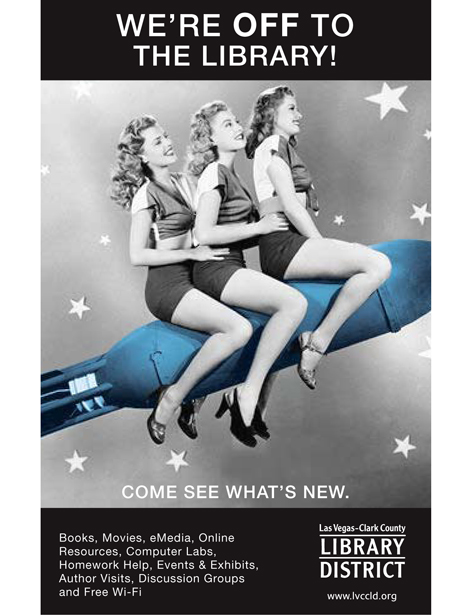 WE'RE OFF TO
THE LIBRARY!
COME SEE WHAT'S NEW.
Books, Movies, eMedia, Online
Resources, Computer Labs,
Homework Help, Events & Exhibits,
Author Visits, Discussion Groups
and Free Wi-Fi
Las Vegas-Clark County
LIBRARY
DISTRICT
www.lvccld.org